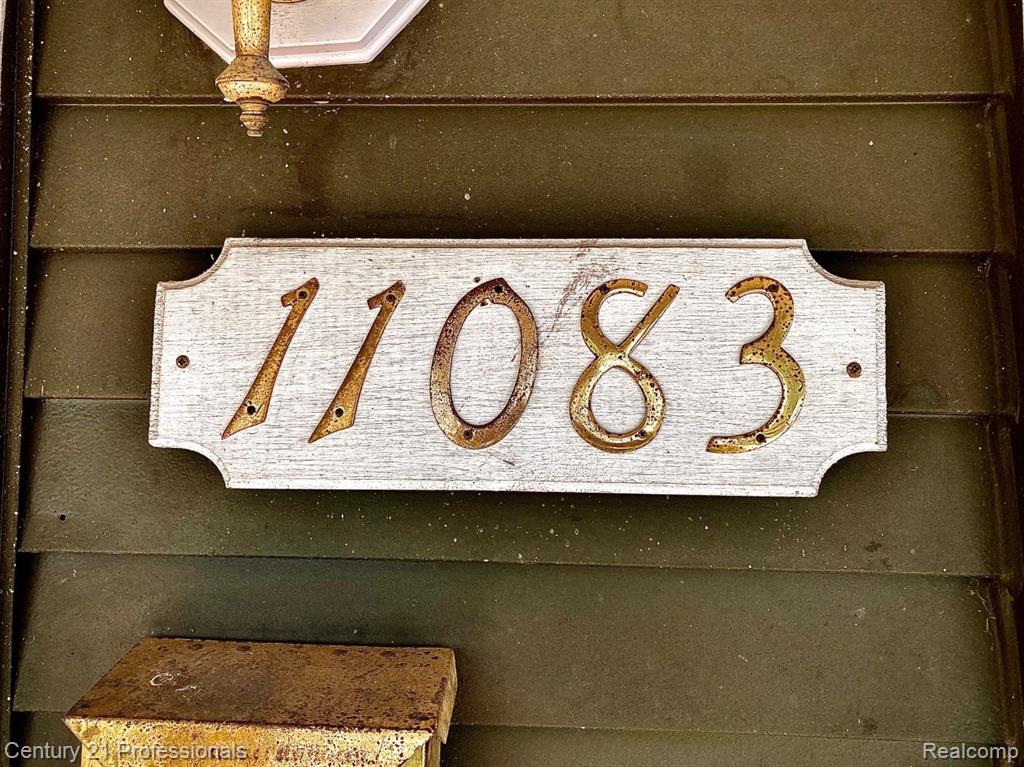 11083
Century 21 Professionals
Realcomp